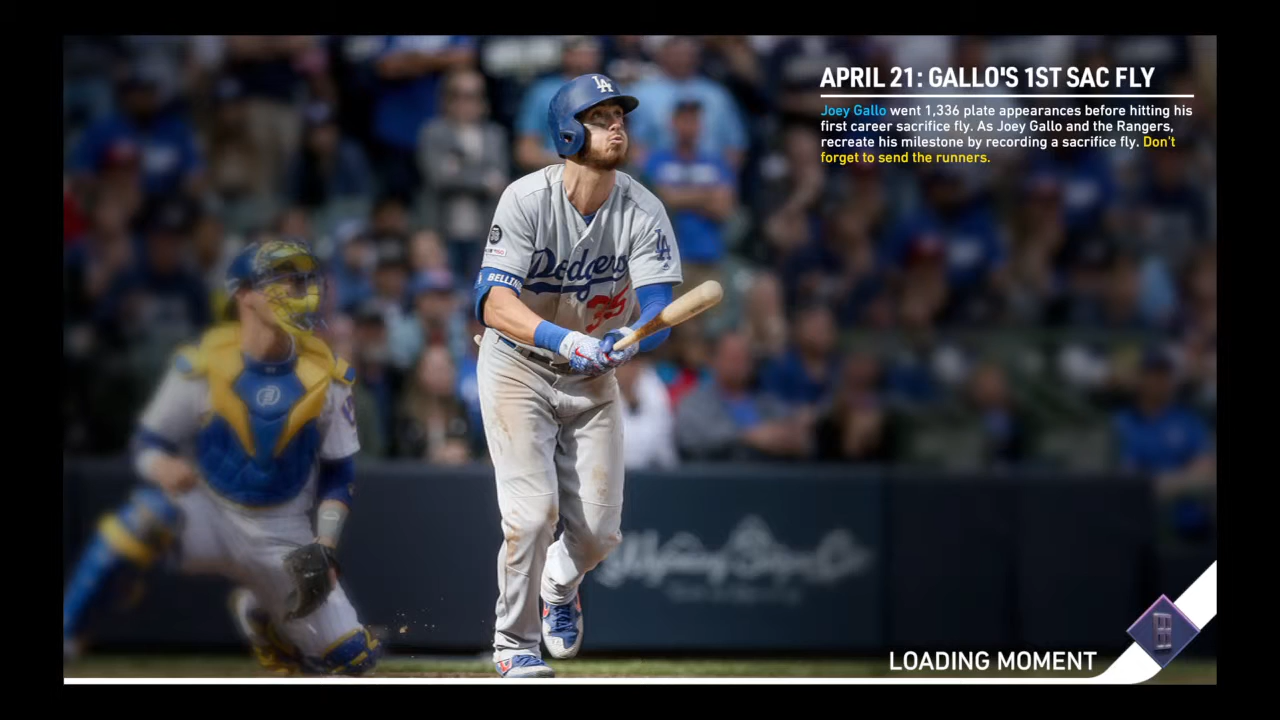 APRIL 21: GALLO'S 1ST SAC FLY
Joey Gallo went 1,336 plate appearances before hitting his
first career sacrifice fly. As Joey Gallo and the Rangers,
recreate his milestone by recording a sacrifice fly. Don't
forget to send the runners.
LA
LA
BELLIN
Dodgers
35
LOADING MOMENT